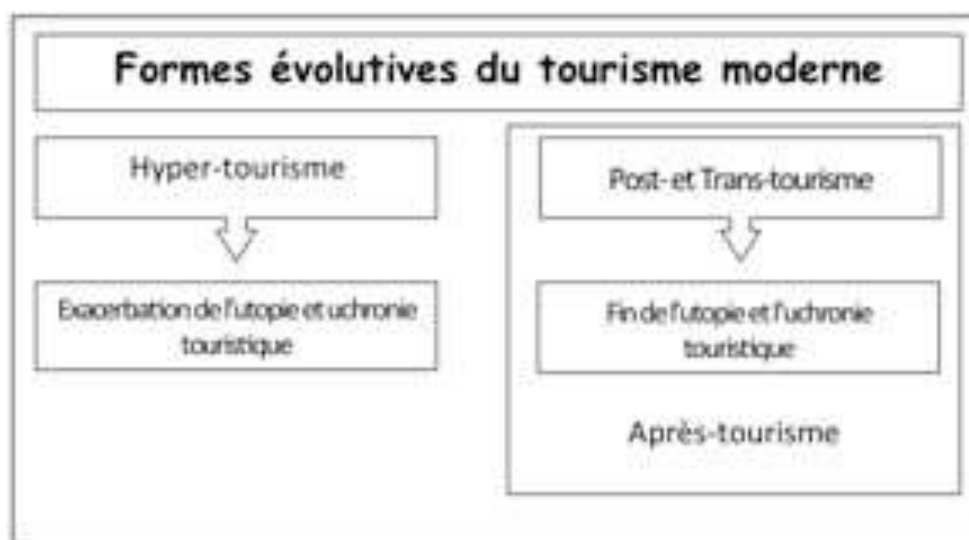 Formes évolutives du tourisme moderne
Hyper-tourisme
Exacerbation de l'utopie et uchronie
touristique
Post- et Trans-tourisme
Fin de l'utopie et l'uchronie
touristique
Après-tourisme